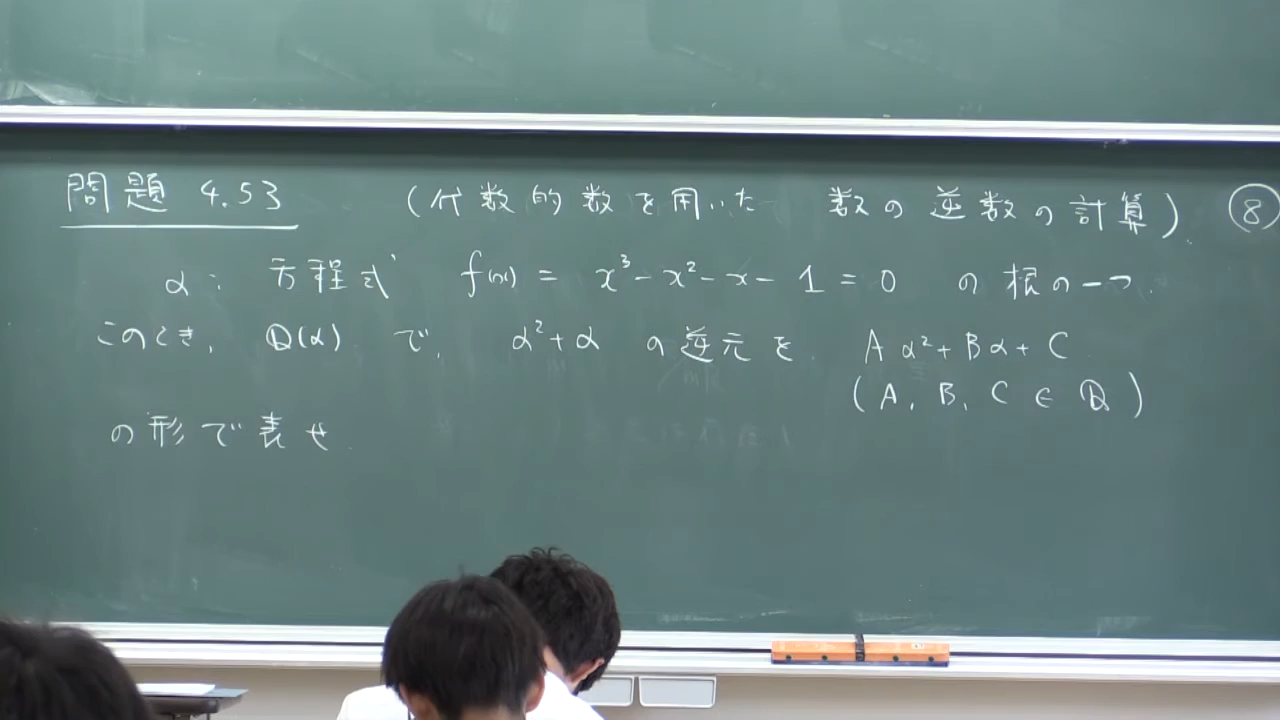 問題 4.53 (代数的数を用いた 数の逆数の計算). ⑧
α: 方程式 f(x) = x³-x²-x-1=0 の根の一つ.
このとき, Q(α) で, α²+α の逆元を Aα²+Bα+C
(A, B, C ∈ Q)
の形で表せ.